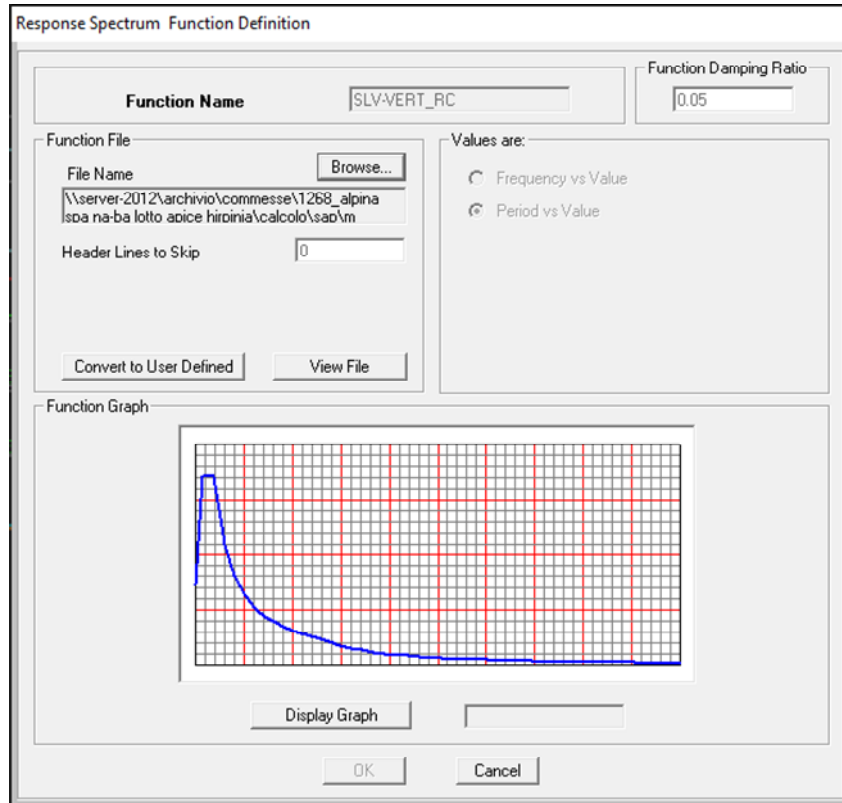 Response Spectrum Function Definition
Function Damping Ratio
Function Name
SLV-VERT_RC
0.05
Function File
Values are:
File Name
Browse...
Frequency vs Value
\\server-2012\archivio\commesse\1268_alpina
spa na-ba lotto apice hirpinia\calcolo\sap\m
Period vs Value
Header Lines to Skip
0
Convert to User Defined
View File
Function Graph
Display Graph
OK
Cancel